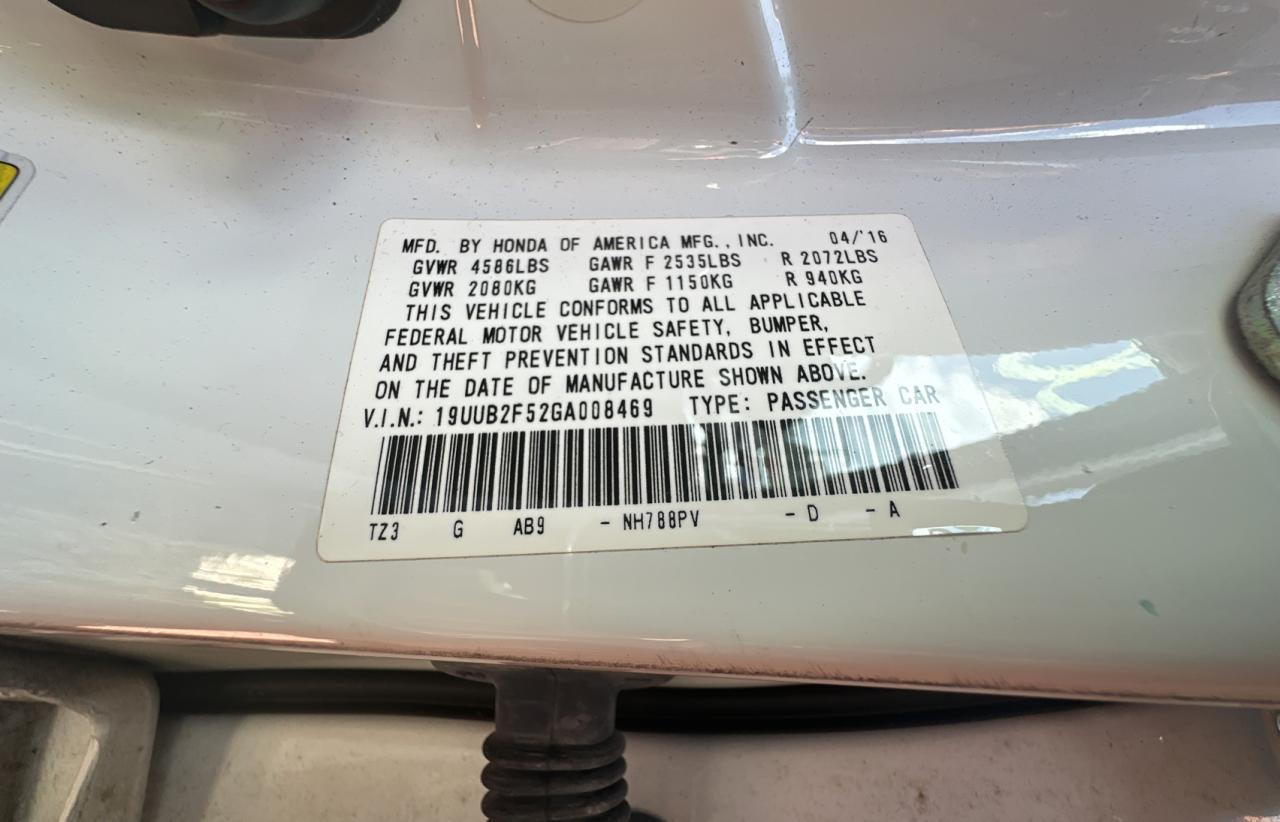 MFD. BY HONDA OF AMERICA MFG., INC. 04/'16
GVWR 4586LBS GAWR F 2535LBS R 2072LBS
GVWR 2080KG GAWR F 1150KG R 940KG
THIS VEHICLE CONFORMS TO ALL APPLICABLE
FEDERAL MOTOR VEHICLE SAFETY, BUMPER,
AND THEFT PREVENTION STANDARDS IN EFFECT
ON THE DATE OF MANUFACTURE SHOWN ABOVE.
V.I.N.: 19UUB2F52GA008469 TYPE: PASSENGER CAR
TZ3 G AB9 - NH788PV - D - A